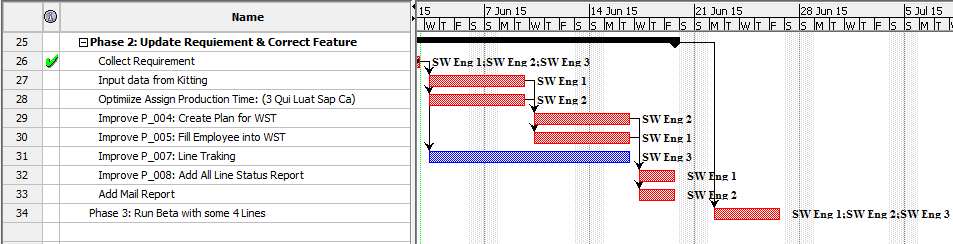 Name
15 7 Jun 15 14 Jun 15 21 Jun 15 28 Jun 15 5 Jul 15
W T F S S M T W T F S S M T W T F S S M T W T F S S M T W T F S S M T W
25 Phase 2: Update Requiement & Correct Feature
26 Collect Requirement SW Eng 1;SW Eng 2;SW Eng 3
27 Input data from Kitting SW Eng 1
28 Optimiize Assign Production Time: (3 Qui Luat Sap Ca) SW Eng 2
29 Improve P_004: Create Plan for WST SW Eng 2
30 Improve P_005: Fill Employee into WST SW Eng 1
31 Improve P_007: Line Traking SW Eng 3
32 Improve P_008: Add All Line Status Report SW Eng 1
33 Add Mail Report SW Eng 2
34 Phase 3: Run Beta with some 4 Lines SW Eng 1;SW Eng 2;SW Eng 3